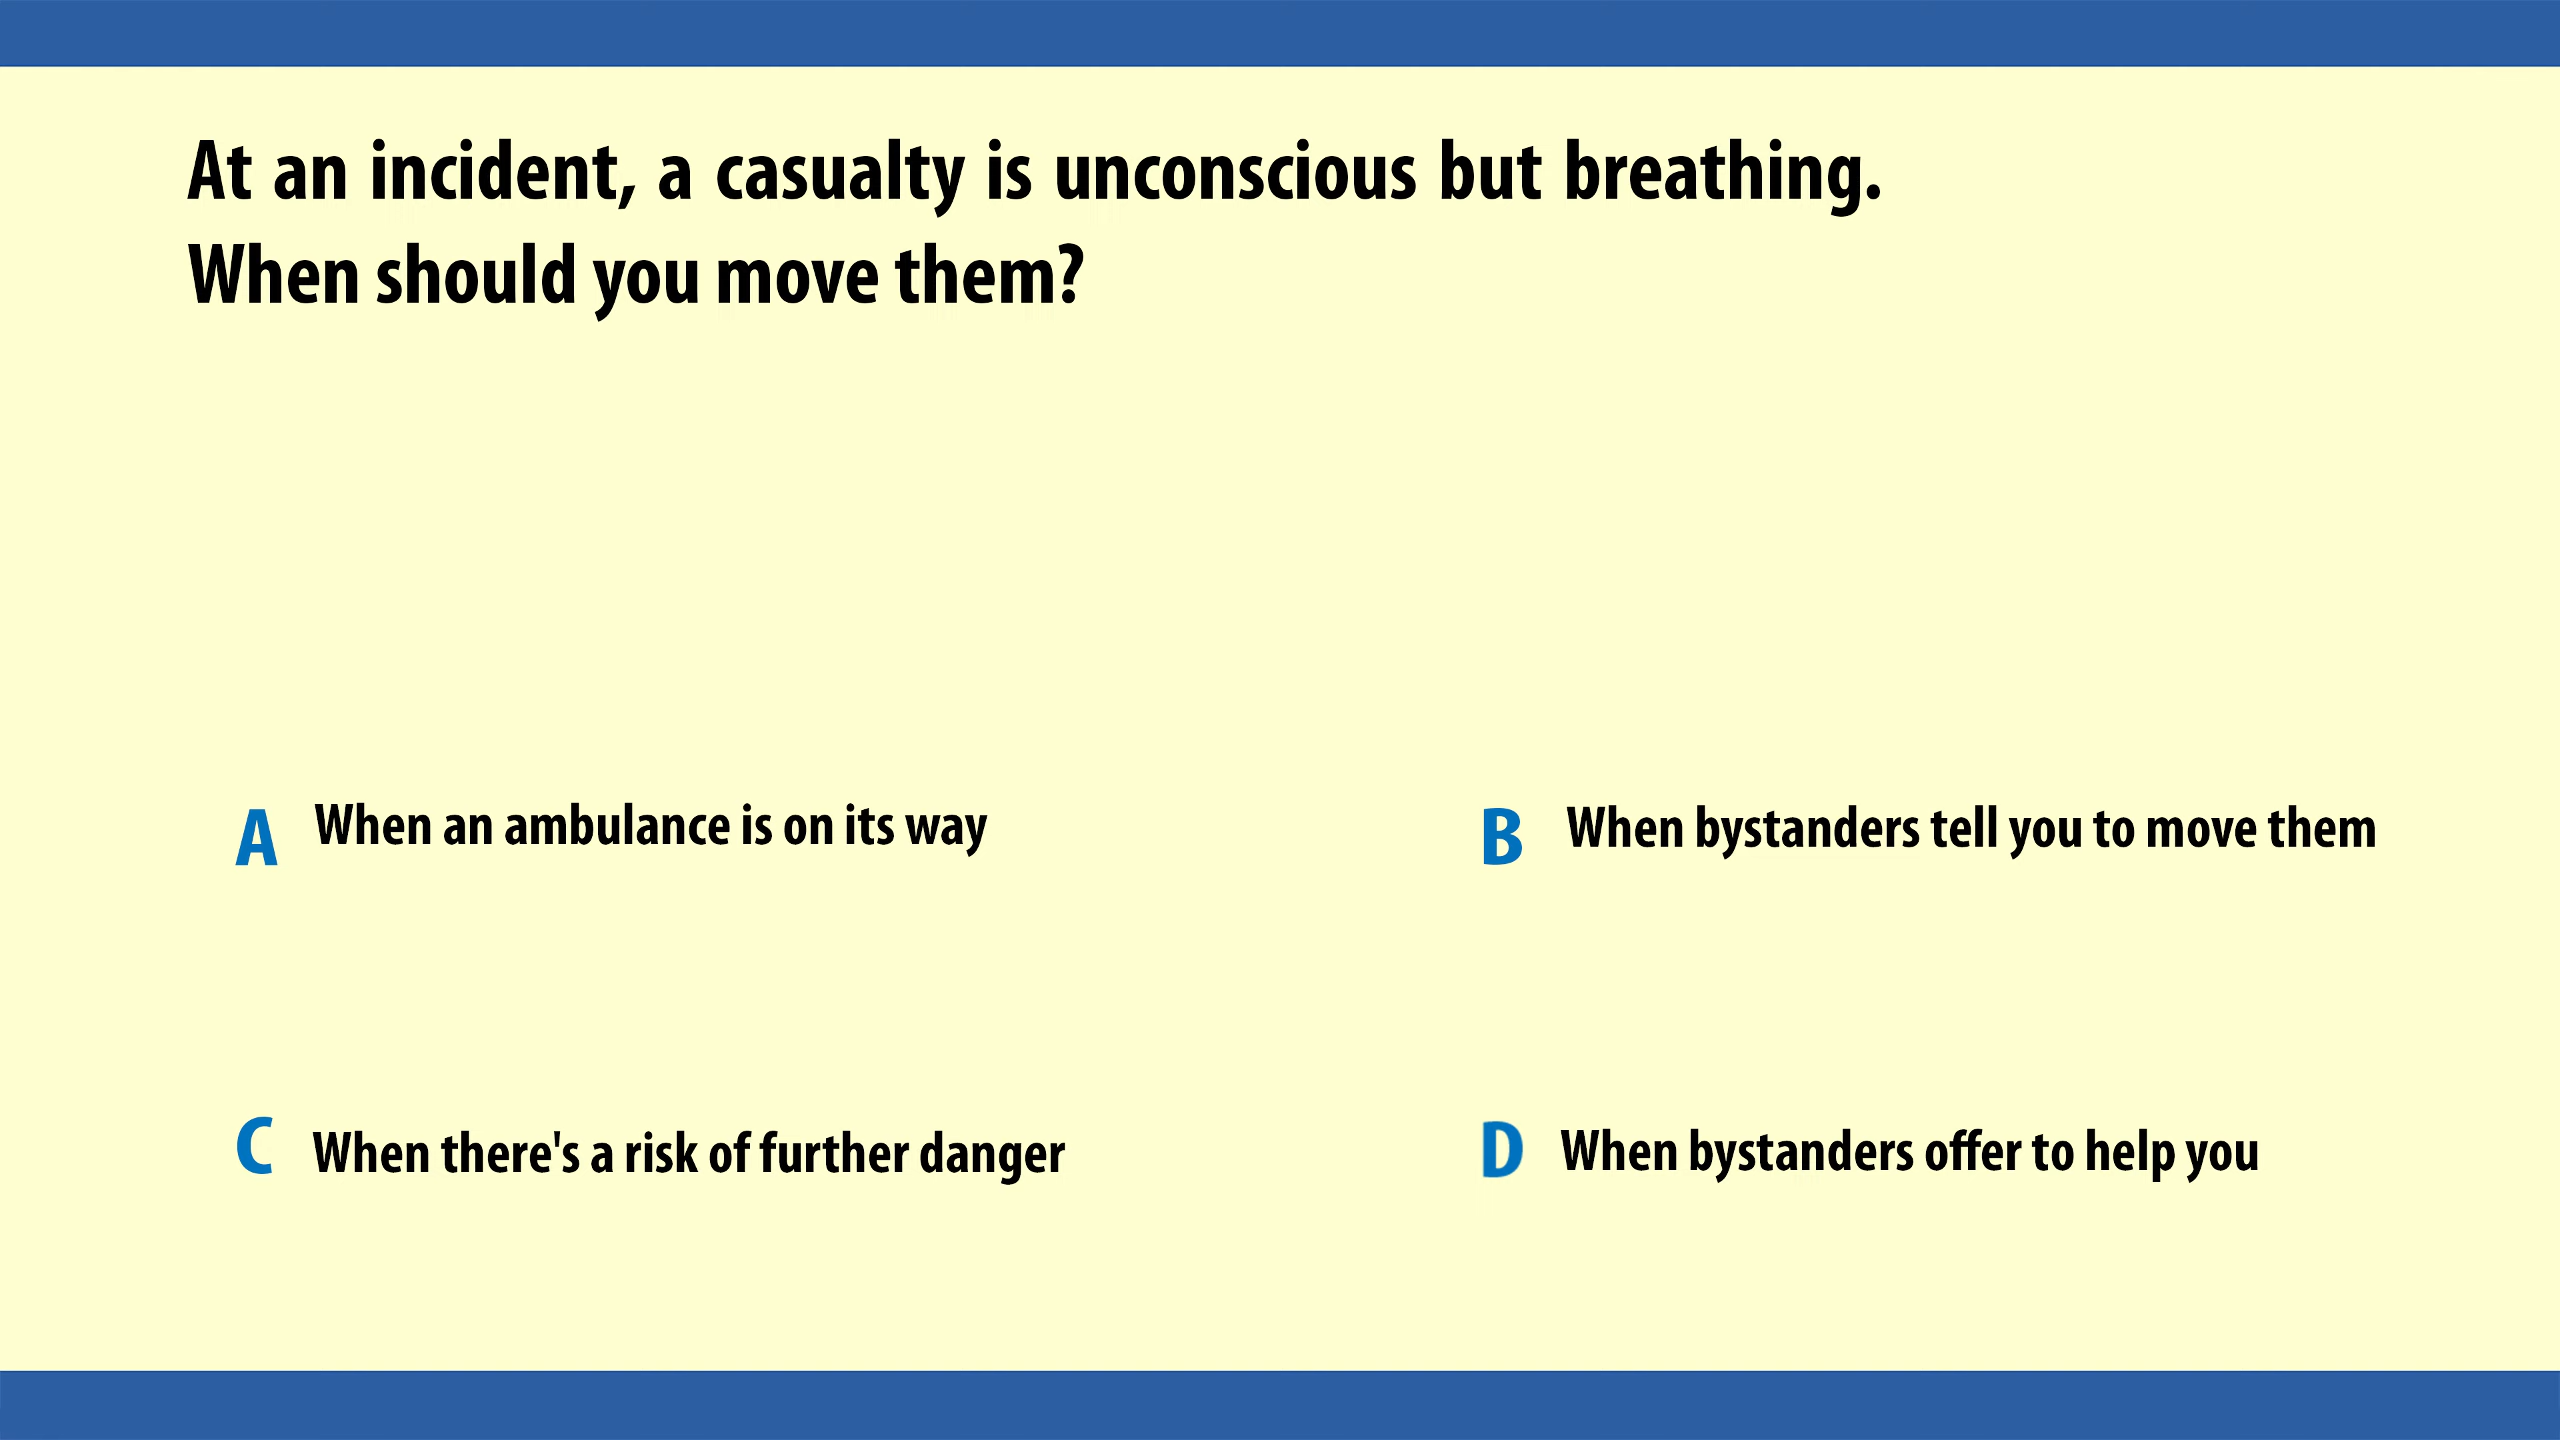 At an incident, a casualty is unconscious but breathing.
When should you move them?
A When an ambulance is on its way
B When bystanders tell you to move them
C When there's a risk of further danger
D When bystanders offer to help you